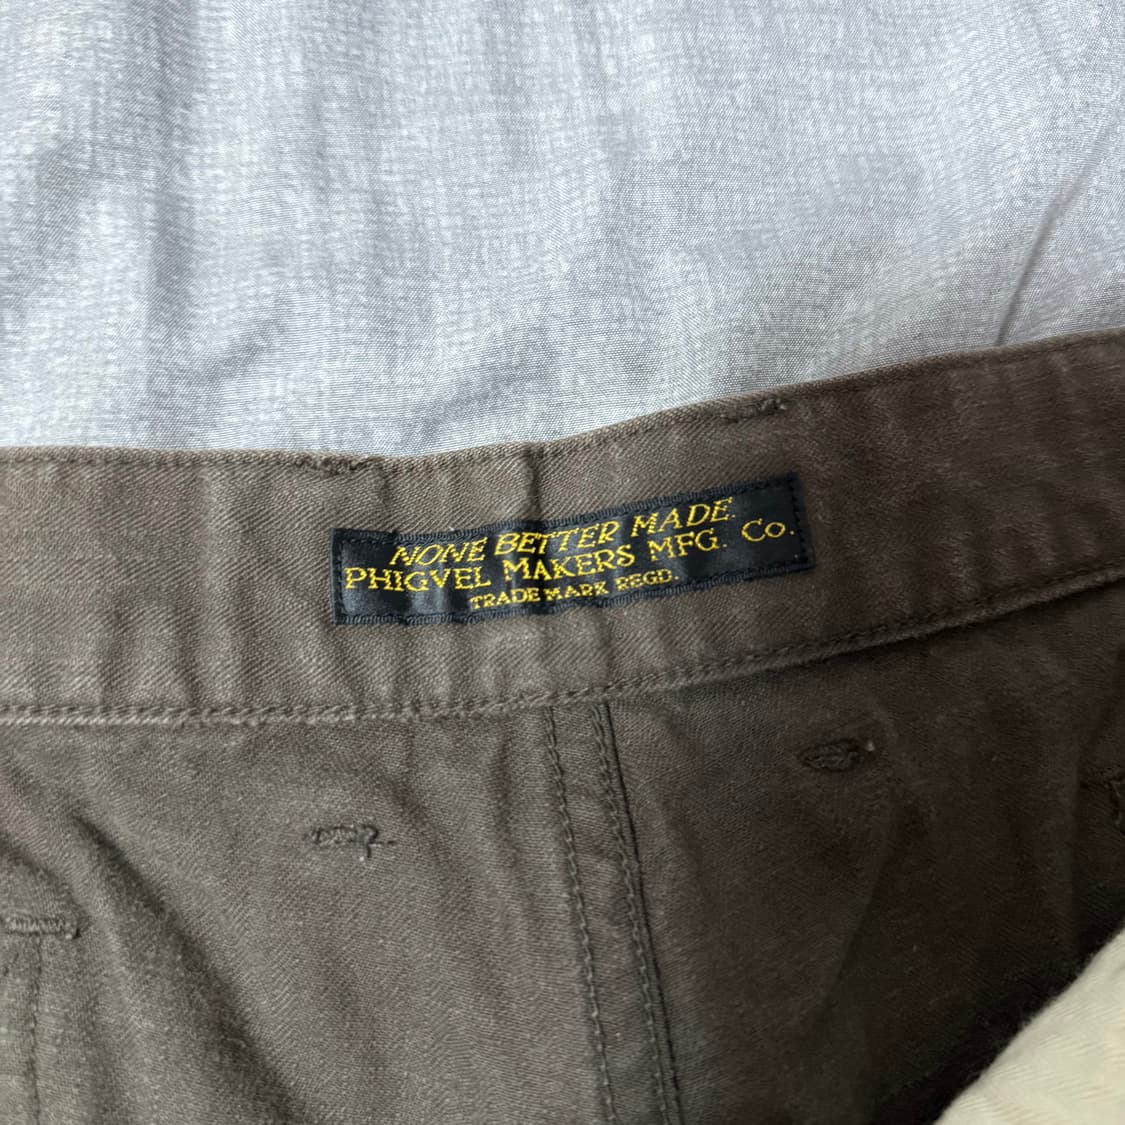 NONE BETTER MADE.
PHIGVEL MAKERS MFG. Co.
TRADE MARK REGD.